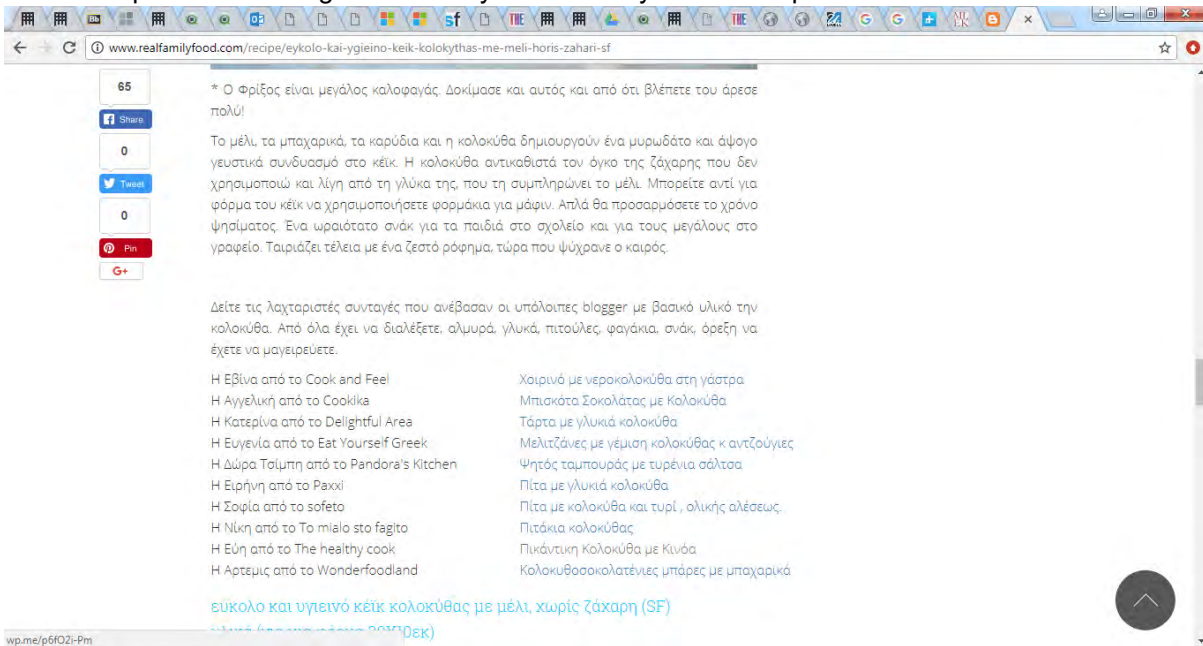 www.realfamilyfood.com/recipe/eykolo-kai-ygieino-keik-kolokythas-me-meli-horis-zahari-sf
65
Share
0
Tweet
0
Pin
G+
* Ο Φρίξος είναι μεγάλος καλοφαγάς. Δοκίμασε και αυτός και από ότι βλέπετε του άρεσε
πολύ!
Το μέλι, τα μπαχαρικά, τα καρύδια και η κολοκύθα δημιουργούν ένα μυρωδάτο και άψογο
γευστικά συνδυασμό στο κέϊκ. Η κολοκύθα αντικαθιστά τον όγκο της ζάχαρης που δεν
χρησιμοποιώ και λίγη από τη γλύκα της, που τη συμπληρώνει το μέλι. Μπορείτε αντί για
φόρμα του κέϊκ να χρησιμοποιήσετε φορμάκια για μάφιν. Απλά θα προσαρμόσετε το χρόνο
ψησίματος. Ένα ωραιότατο σνάκ για τα παιδιά στο σχολείο και για τους μεγάλους στο
γραφείο. Ταιριάζει τέλεια με ένα ζεστό ρόφημα, τώρα που ψύχρανε ο καιρός.
Δείτε τις λαχταριστές συνταγές που ανέβασαν οι υπόλοιπες blogger με βασικό υλικό την
κολοκύθα. Από όλα έχει να διαλέξετε, αλμυρά, γλυκά, πιτούλες, φαγάκια, σνάκ, όρεξη να
έχετε να μαγειρεύετε.
Η Εβίνα από το Cook and Feel Χοιρινό με νεροκολοκύθα στη γάστρα
Η Αγγελική από το Cookika Μπισκότα Σοκολάτας με Κολοκύθα
Η Κατερίνα από το Delightful Area Τάρτα με γλυκιά κολοκύθα
Η Ευγενία από το Eat Yourself Greek Μελιτζάνες με γέμιση κολοκύθας κ αντζούγιες
Η Δώρα Τσίμπη από το Pandora's Kitchen Ψητός ταμπουράς με τυρένια σάλτσα
Η Ειρήνη από το Paxxi Πίτα με γλυκιά κολοκύθα
Η Σοφία από το sofeto Πίτα με κολοκύθα και τυρί , ολικής αλέσεως.
Η Νίκη από το To mialo sto fagito Πιτάκια κολοκύθας
Η Εύη από το The healthy cook Πικάντικη Κολοκύθα με Κινόα
Η Αρτεμις από το Wonderfoodland Κολοκυθοσοκολατένιες μπάρες με μπαχαρικά
εύκολο και υγιεινό κέϊκ κολοκύθας με μέλι, χωρίς ζάχαρη (SF)
wp.me/p6fO2i-Pm